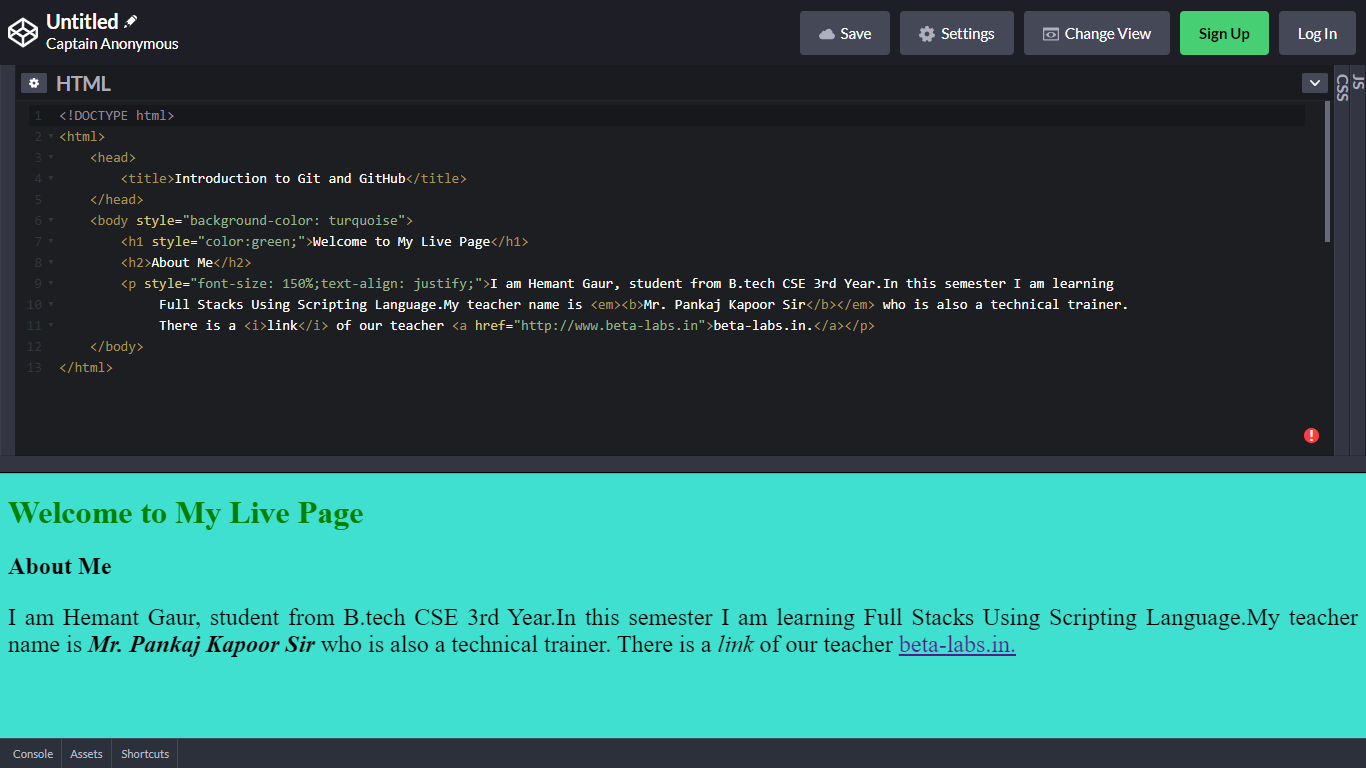 Untitled
Captain Anonymous
Save
Settings
Change View
Sign Up
Log In
HTML
CSS
JS
1 <!DOCTYPE html>
2 <html>
3     <head>
4         <title>Introduction to Git and GitHub</title>
5     </head>
6     <body style="background-color: turquoise">
7         <h1 style="color:green;">Welcome to My Live Page</h1>
8         <h2>About Me</h2>
9         <p style="font-size: 150%;text-align: justify;">I am Hemant Gaur, student from B.tech CSE 3rd Year.In this semester I am learning
10             Full Stacks Using Scripting Language.My teacher name is <em><b>Mr. Pankaj Kapoor Sir</b></em> who is also a technical trainer.
11             There is a <i>link</i> of our teacher <a href="http://www.beta-labs.in">beta-labs.in.</a></p>
12     </body>
13 </html>
Welcome to My Live Page
About Me
I am Hemant Gaur, student from B.tech CSE 3rd Year.In this semester I am learning Full Stacks Using Scripting Language.My teacher
name is Mr. Pankaj Kapoor Sir who is also a technical trainer. There is a link of our teacher beta-labs.in.
Console
Assets
Shortcuts